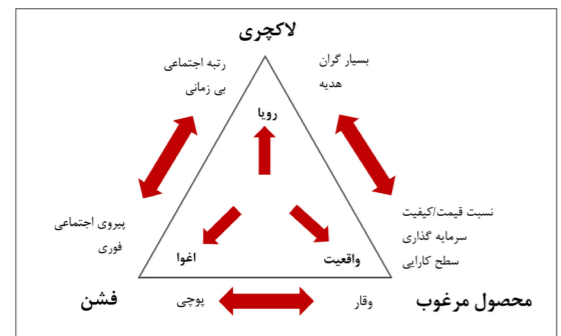 لاکچری
بسیار گران
هدیه
رتبه اجتماعی
بی زمانی
رویا
نسبت قیمت/کیفیت
سرمایه گذاری
سطح کارایی
پیروی اجتماعی
فوری
واقعیت
اغوا
محصول مرغوب
وقار
پوچی
فشن